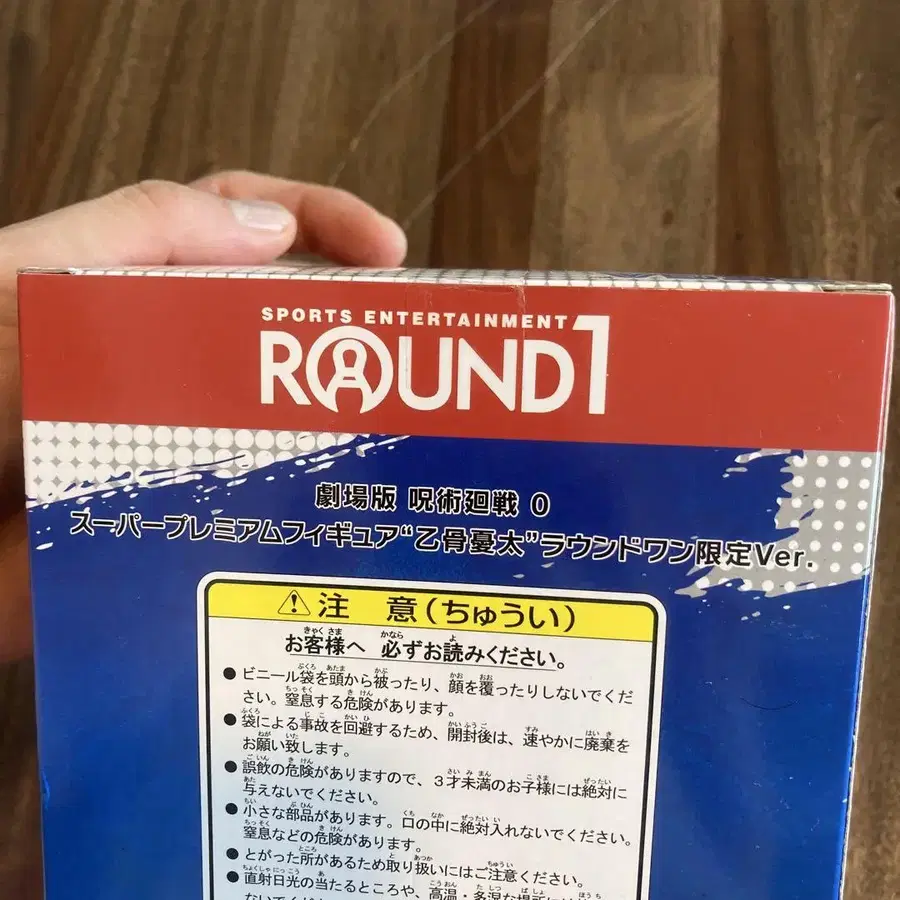 SPORTS ENTERTAINMENT
ROUND1
劇場版 呪術廻戦 0
スーパープレミアムフィギュア“乙骨憂太”ラウンドワン限定Ver.
注 意(ちゅうい)
お客様へ 必ずお読みください。
●ビニール袋を頭から被ったり、顔を覆ったりしないでくだ
さい。窒息する危険があります。
●袋による事故を回避するため、開封後は、速やかに廃棄を
お願い致します。
●誤飲の危険がありますので、3才未満のお子様には絶対に
与えないでください。
●小さな部品があります。口の中に絶対入れないでください。
窒息などの危険があります。
●とがった所があるため取り扱いにはご注意ください。
●直射日光の当たるところや、高温・多湿な場所には